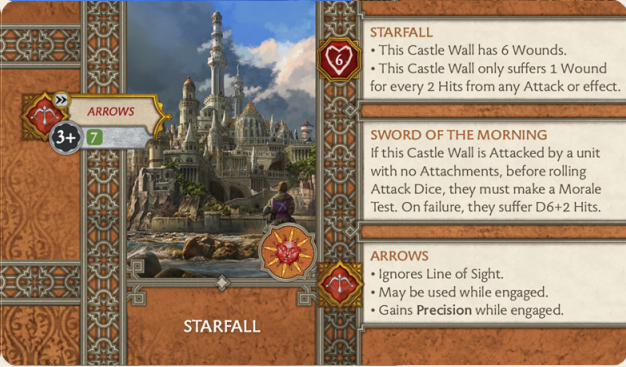 ARROWS
3+
7
STARFALL
6
STARFALL
• This Castle Wall has 6 Wounds.
• This Castle Wall only suffers 1 Wound
for every 2 Hits from any Attack or effect.
SWORD OF THE MORNING
If this Castle Wall is Attacked by a unit
with no Attachments, before rolling
Attack Dice, they must make a Morale
Test. On failure, they suffer D6+2 Hits.
ARROWS
• Ignores Line of Sight.
• May be used while engaged.
• Gains Precision while engaged.